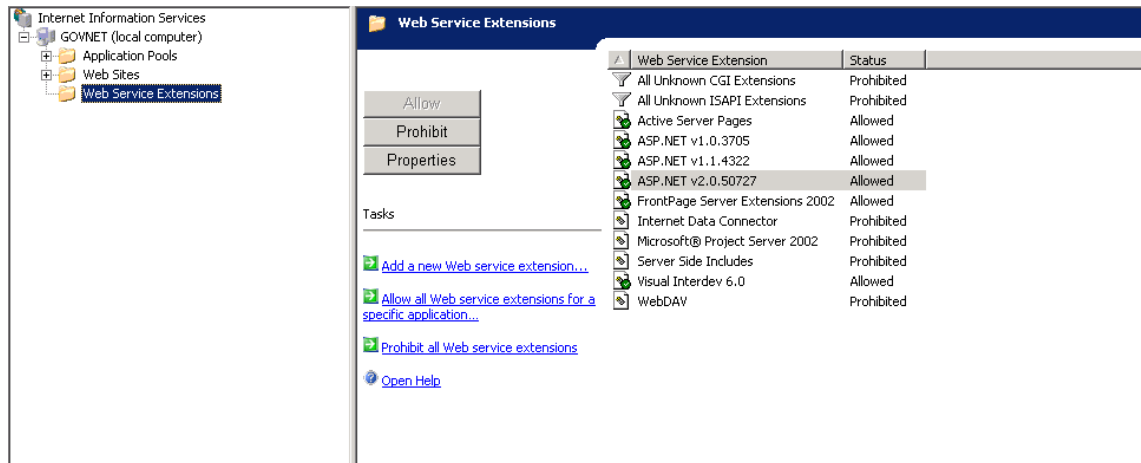 Internet Information Services
GOVNET (local computer)
Application Pools
Web Sites
Web Service Extensions
Web Service Extensions
Allow
Prohibit
Properties
Tasks
Add a new Web service extension...
Allow all Web service extensions for a
specific application...
Prohibit all Web service extensions
Open Help
Web Service Extension Status
All Unknown CGI Extensions Prohibited
All Unknown ISAPI Extensions Prohibited
Active Server Pages Allowed
ASP.NET v1.0.3705 Allowed
ASP.NET v1.1.4322 Allowed
ASP.NET v2.0.50727 Allowed
FrontPage Server Extensions 2002 Allowed
Internet Data Connector Prohibited
Microsoft® Project Server 2002 Prohibited
Server Side Includes Prohibited
Visual Interdev 6.0 Allowed
WebDAV Prohibited